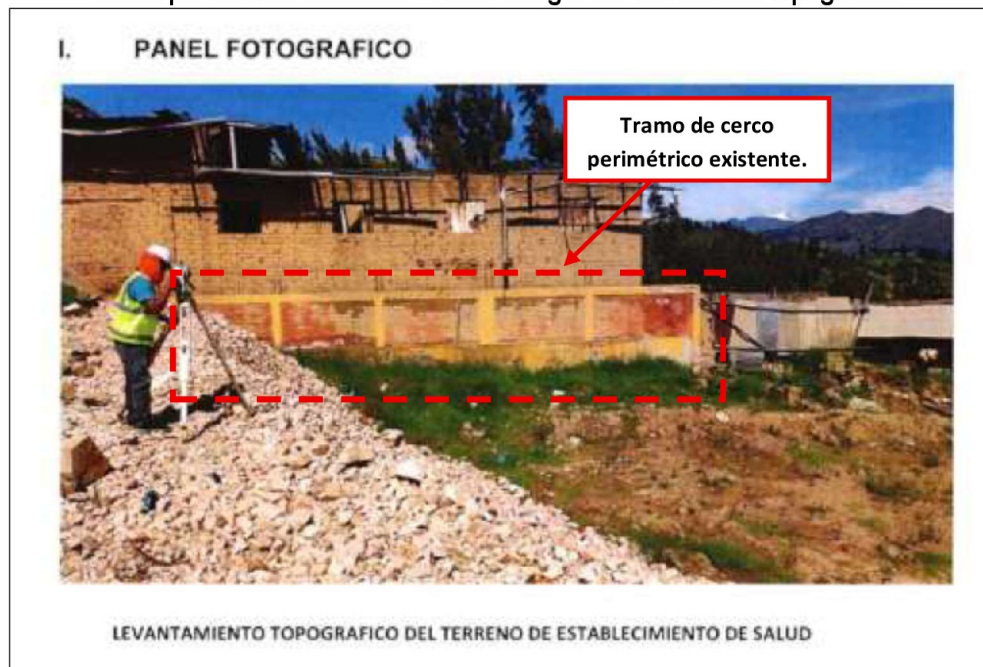 I. PANEL FOTOGRAFICO
Tramo de cerco
perimétrico existente.
LEVANTAMIENTO TOPOGRAFICO DEL TERRENO DE ESTABLECIMIENTO DE SALUD